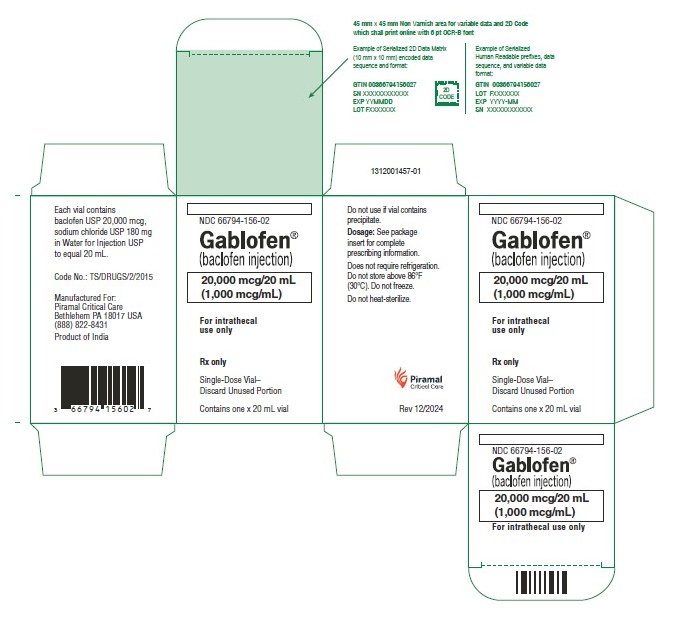 45 mm x 45 mm Non Varnish area for variable data and 2D Code
which shall print online with 6 pt OCR-B font
Example of Serialized 2D Data Matrix
(10 mm x 10 mm) encoded data
sequence and format:
GTIN 00366794156027
SN XXXXXXXXXXXX
EXP YYMMDD
LOT FXXXXXXX
2D
CODE
Example of Serialized
Human Readable prefixes, data
sequence, and variable data
format:
GTIN 00366794156027
LOT FXXXXXXX
EXP YYYY-MM
SN XXXXXXXXXXXX
1312001457-01
Each vial contains
baclofen USP 20,000 mcg,
sodium chloride USP 180 mg
in Water for Injection USP
to equal 20 mL.
Code No.: TS/DRUGS/2/2015
Manufactured For:
Piramal Critical Care
Bethlehem PA 18017 USA
(888) 822-8431
Product of India
3 66794 15602 7
NDC 66794-156-02
Gablofen®
(baclofen injection)
20,000 mcg/20 mL
(1,000 mcg/mL)
For intrathecal
use only
Rx only
Single-Dose Vial–
Discard Unused Portion
Contains one x 20 mL vial
Do not use if vial contains
precipitate.
Dosage: See package
insert for complete
prescribing information.
Does not require refrigeration.
Do not store above 86°F
(30°C). Do not freeze.
Do not heat-sterilize.
Piramal
Critical Care
Rev 12/2024
NDC 66794-156-02
Gablofen®
(baclofen injection)
20,000 mcg/20 mL
(1,000 mcg/mL)
For intrathecal
use only
Rx only
Single-Dose Vial–
Discard Unused Portion
Contains one x 20 mL vial
NDC 66794-156-02
Gablofen®
(baclofen injection)
20,000 mcg/20 mL
(1,000 mcg/mL)
For intrathecal use only